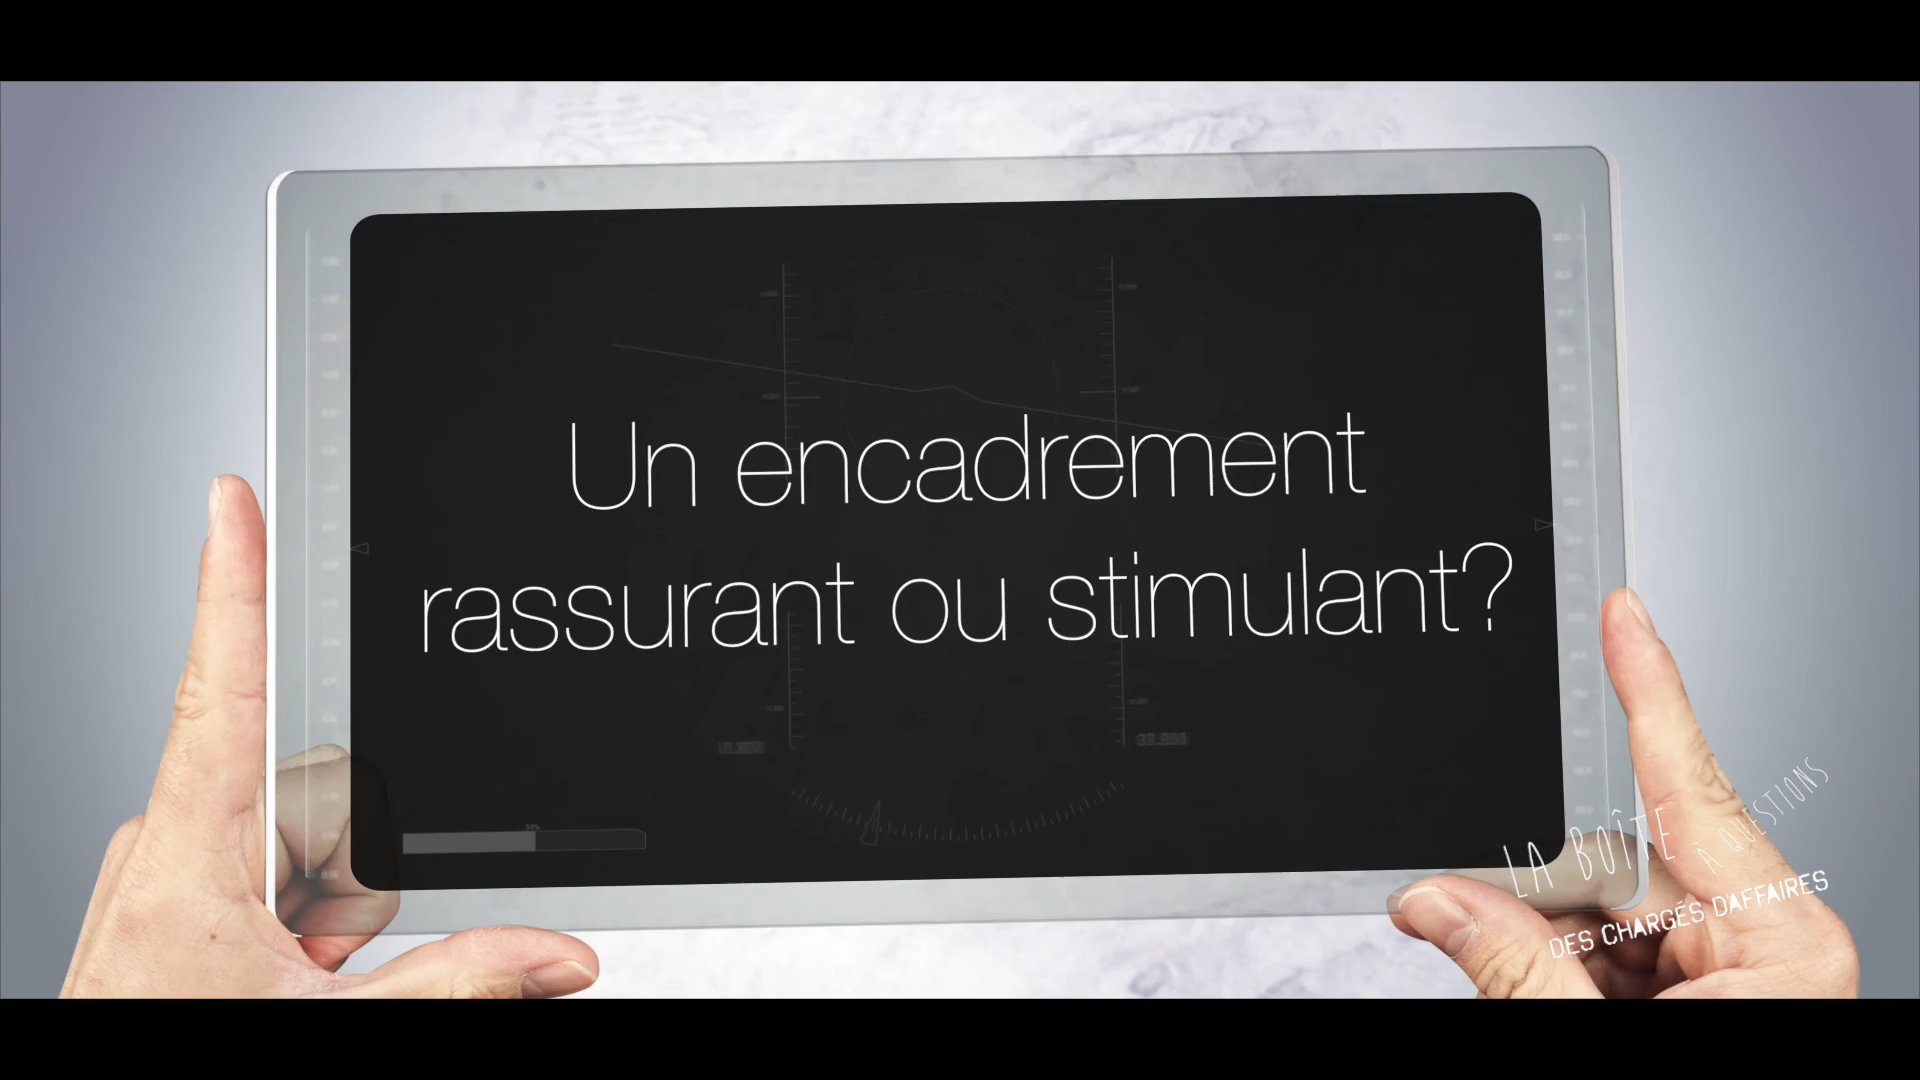 Un encadrement
rassurant ou stimulant?
LA BOÎTE
À QUESTIONS
DES CHARGÉS D'AFFAIRES